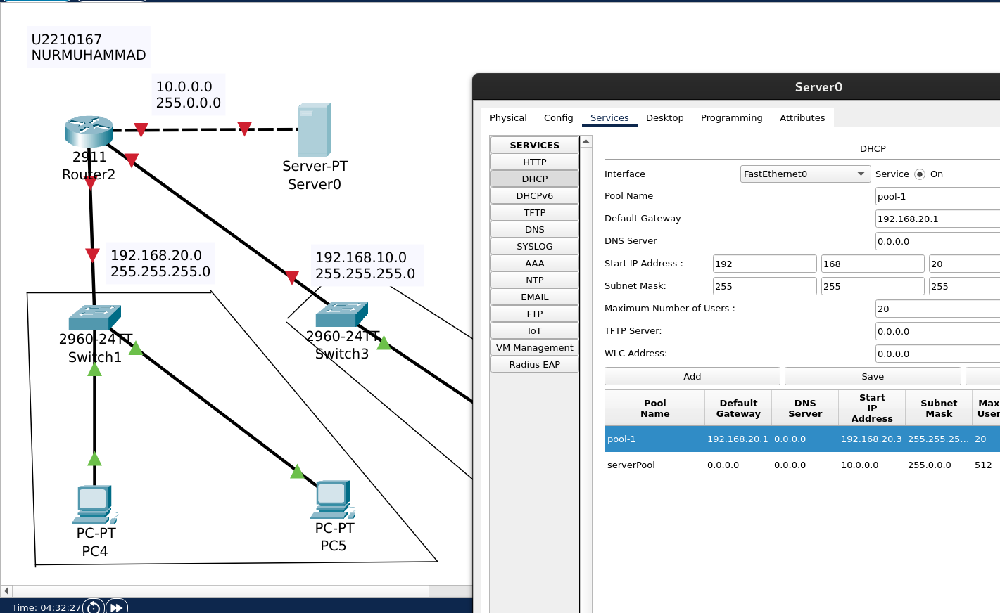 U2210167
NURMUHAMMAD
10.0.0.0
255.0.0.0
2911
Router2
Server-PT
Server0
192.168.20.0
255.255.255.0
192.168.10.0
255.255.255.0
2960-24TT
Switch1
2960-24TT
Switch3
PC-PT
PC4
PC-PT
PC5
Time: 04:32:27
Server0
Physical Config Services Desktop Programming Attributes
SERVICES
HTTP
DHCP
DHCPv6
TFTP
DNS
SYSLOG
AAA
NTP
EMAIL
FTP
IoT
VM Management
Radius EAP
DHCP
Interface FastEthernet0 Service On
Pool Name pool-1
Default Gateway 192.168.20.1
DNS Server 0.0.0.0
Start IP Address : 192 168 20
Subnet Mask: 255 255 255
Maximum Number of Users : 20
TFTP Server: 0.0.0.0
WLC Address: 0.0.0.0
Add Save
Pool Name Default Gateway DNS Server Start IP Address Subnet Mask Max User
pool-1 192.168.20.1 0.0.0.0 192.168.20.3 255.255.25... 20
serverPool 0.0.0.0 0.0.0.0 10.0.0.0 255.0.0.0 512